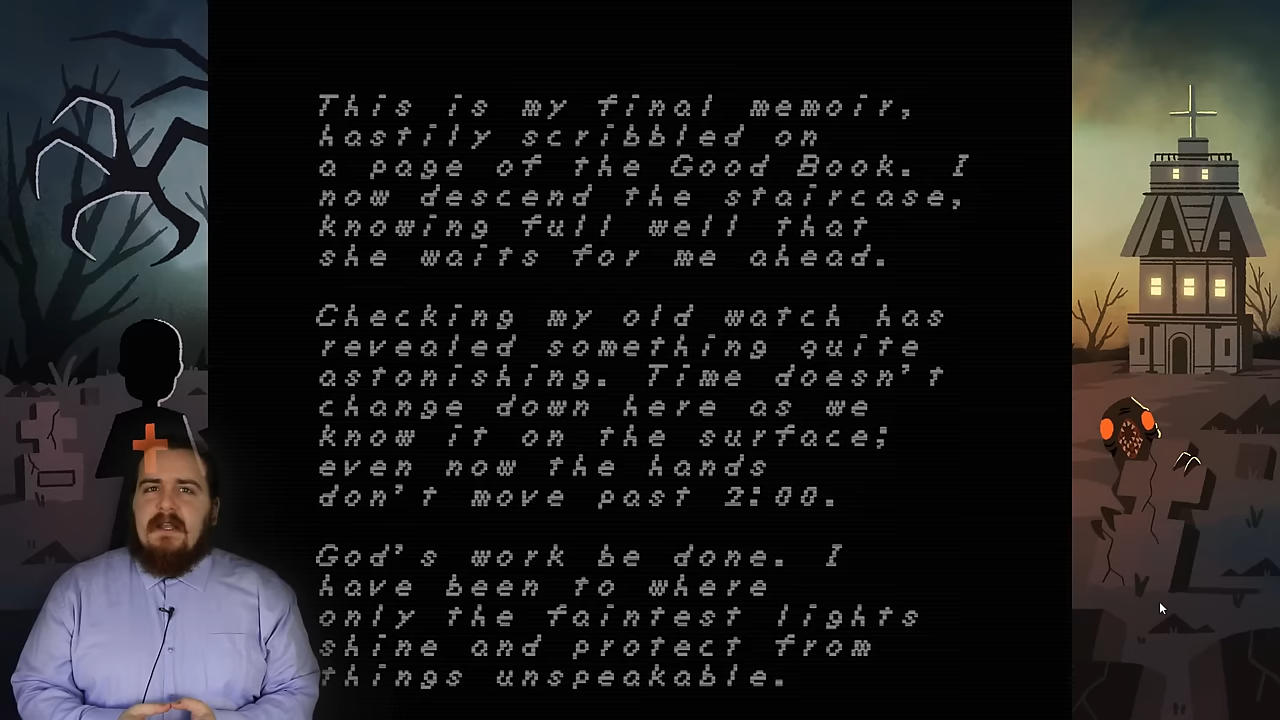 This is my final memoir,
hastily scribbled on
a page of the Good Book. I
now descend the staircase,
knowing full well that
she waits for me ahead.
Checking my old watch has
revealed something quite
astonishing. Time doesn't
change down here as we
know it on the surface;
even now the hands
don't move past 2:00.
God's work be done. I
have been to where
only the faintest lights
shine and protect from
things unspeakable.